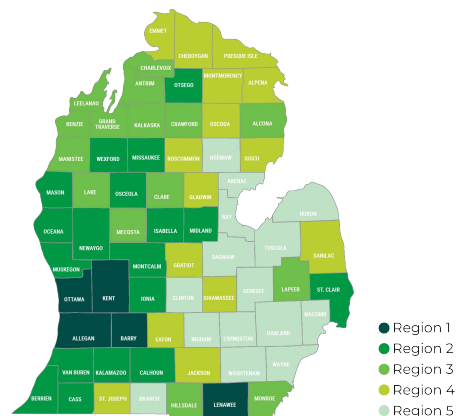 EMMET
CHEBOYGAN
PRESQUE ISLE
CHARLEVOIX
ANTRIM
OTSEGO
MONTMORENCY
ALPENA
LEELANAU
BENZIE
GRAND
TRAVERSE
KALKASKA
CRAWFORD
OSCODA
ALCONA
MANISTEE
WEXFORD
MISSAUKEE
ROSCOMMON
OGEMAW
IOSCO
ARENAC
MASON
LAKE
OSCEOLA
CLARE
GLADWIN
BAY
HURON
OCEANA
NEWAYGO
MECOSTA
ISABELLA
MIDLAND
TUSCOLA
SANILAC
SAGINAW
MUSKEGON
MONTCALM
GRATIOT
GENESEE
LAPEER
ST. CLAIR
OTTAWA
KENT
IONIA
CLINTON
SHIAWASSEE
MACOMB
OAKLAND
ALLEGAN
BARRY
EATON
INGHAM
LIVINGSTON
VAN BUREN
KALAMAZOO
CALHOUN
JACKSON
WASHTENAW
WAYNE
BERRIEN
CASS
ST. JOSEPH
BRANCH
HILLSDALE
LENAWEE
MONROE
Region 1
Region 2
Region 3
Region 4
Region 5